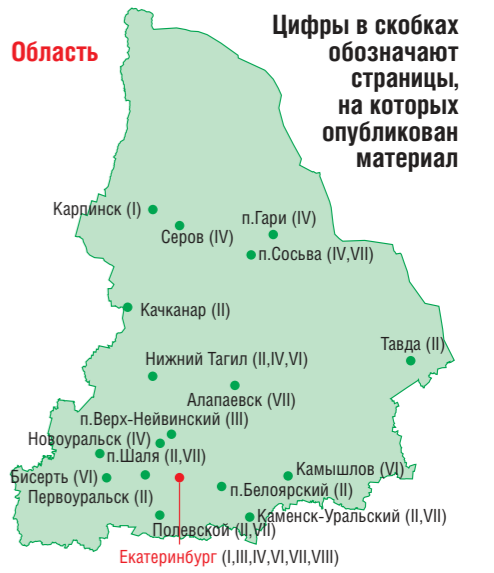 Область
Цифры в скобках
обозначают
страницы,
на которых
опубликован
материал
Карпинск (I)
п.Гари (IV)
Серов (IV)
п.Сосьва (IV,VII)
Качканар (II)
Тавда (II)
Нижний Тагил (II,IV,VI)
Алапаевск (VII)
п.Верх-Нейвинский (III)
Новоуральск (IV)
п.Шаля (II,VII)
Бисерть (VI)
Камышлов (VI)
Первоуральск (II)
п.Белоярский (II)
Полевской (II,VII)
Каменск-Уральский (II,VII)
Екатеринбург (I,III,IV,VI,VII,VIII)